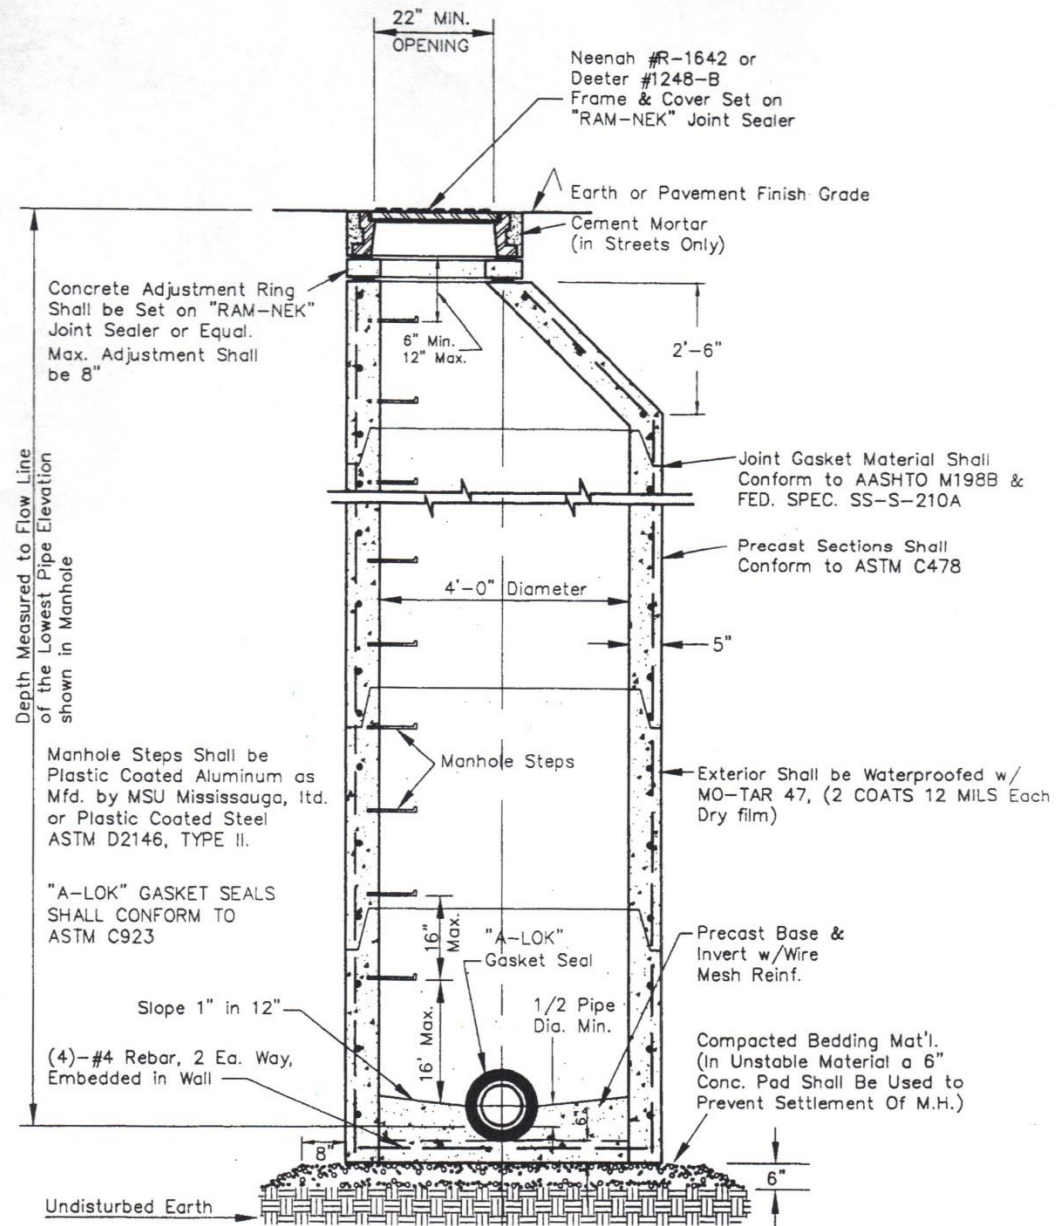 22" MIN.
OPENING
Neenah #R-1642 or
Deeter #1248-B
Frame & Cover Set on
"RAM-NEK" Joint Sealer
Earth or Pavement Finish Grade
Cement Mortar
(in Streets Only)
Concrete Adjustment Ring
Shall be Set on "RAM-NEK"
Joint Sealer or Equal.
Max. Adjustment Shall
be 8"
6" Min.
12" Max.
2'-6"
Depth Measured to Flow Line
of the Lowest Pipe Elevation
shown in Manhole
Joint Gasket Material Shall
Conform to AASHTO M198B &
FED. SPEC. SS-S-210A
Precast Sections Shall
Conform to ASTM C478
4'-0" Diameter
5"
Manhole Steps Shall be
Plastic Coated Aluminum as
Mfd. by MSU Mississauga, ltd.
or Plastic Coated Steel
ASTM D2146, TYPE II.
Manhole Steps
Exterior Shall be Waterproofed w/
MO-TAR 47, (2 COATS 12 MILS Each
Dry film)
"A-LOK" GASKET SEALS
SHALL CONFORM TO
ASTM C923
16"
Max.
"A-LOK"
Gasket Seal
Precast Base &
Invert w/Wire
Mesh Reinf.
Slope 1" in 12"
16' Max.
1/2 Pipe
Dia. Min.
(4)-#4 Rebar, 2 Ea. Way,
Embedded in Wall
Compacted Bedding Mat'l.
(In Unstable Material a 6"
Conc. Pad Shall Be Used to
Prevent Settlement Of M.H.)
6"
8"
6"
Undisturbed Earth